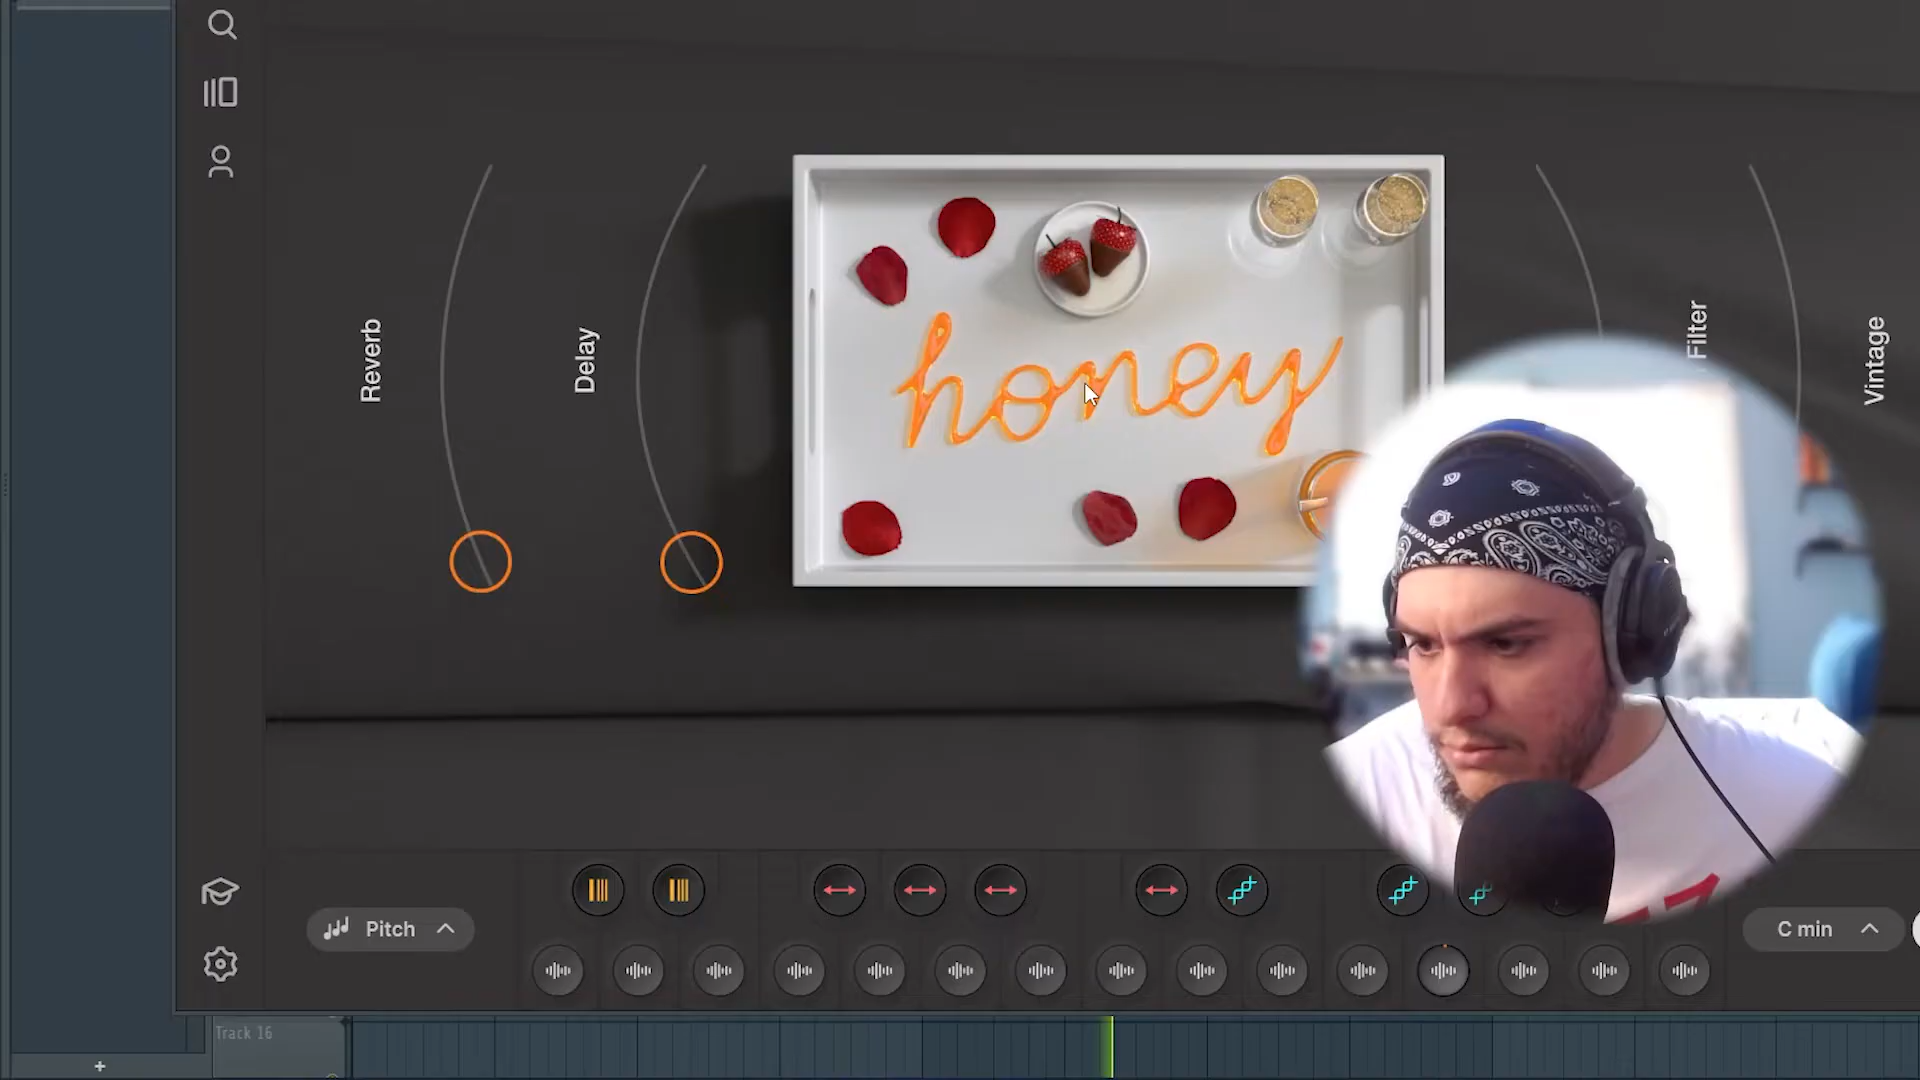 Reverb
Delay
honey
Filter
Vintage
Pitch
C min
Track 16